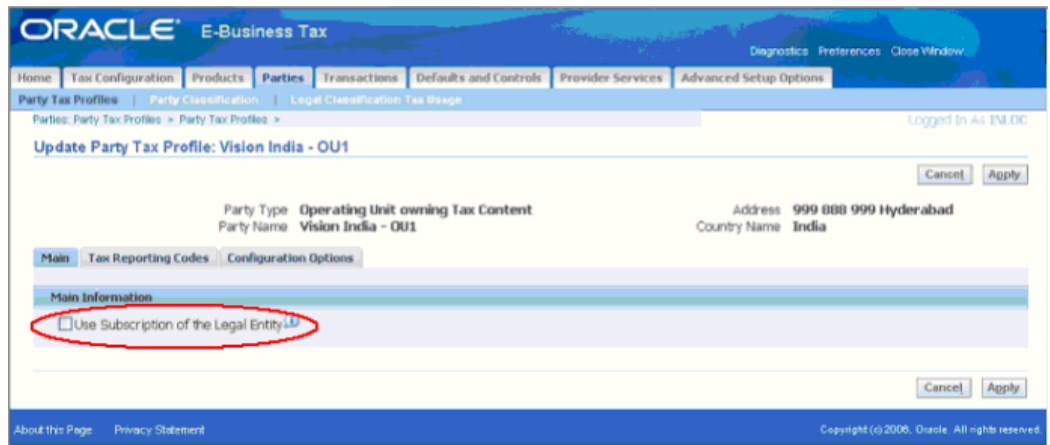 ORACLE® E-Business Tax
Diagnostics Preferences Close Window
Home Tax Configuration Products Parties Transactions Defaults and Controls Provider Services Advanced Setup Options
Party Tax Profiles | Party Classification | Legal Classification Tax Usage
Parties: Party Tax Profiles > Party Tax Profiles >
Logged In As INLOC
Update Party Tax Profile: Vision India - OU1
Cancel Apply
Party Type Operating Unit owning Tax Content Address 999 888 999 Hyderabad
Party Name Vision India - OU1 Country Name India
Main Tax Reporting Codes Configuration Options
Main Information
Use Subscription of the Legal Entity
Cancel Apply
About this Page Privacy Statement Copyright (c) 2006, Oracle. All rights reserved.